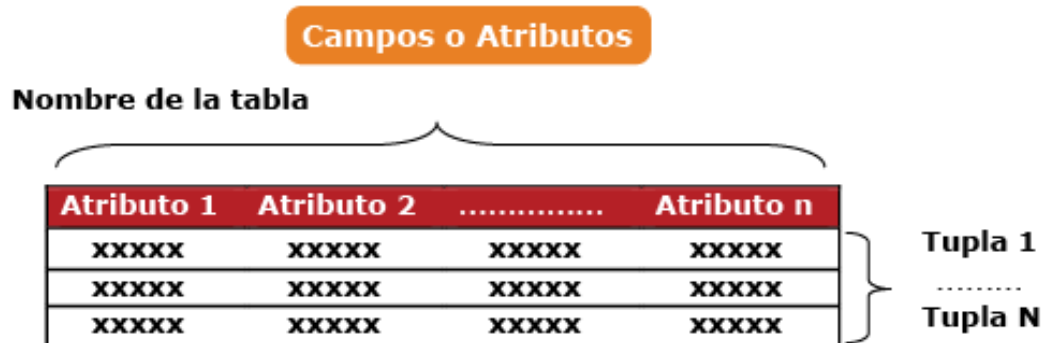 Campos o Atributos
Nombre de la tabla
Atributo 1 Atributo 2 ............... Atributo n
xxxxx xxxxx xxxxx xxxxx Tupla 1
xxxxx xxxxx xxxxx xxxxx .........
xxxxx xxxxx xxxxx xxxxx Tupla N